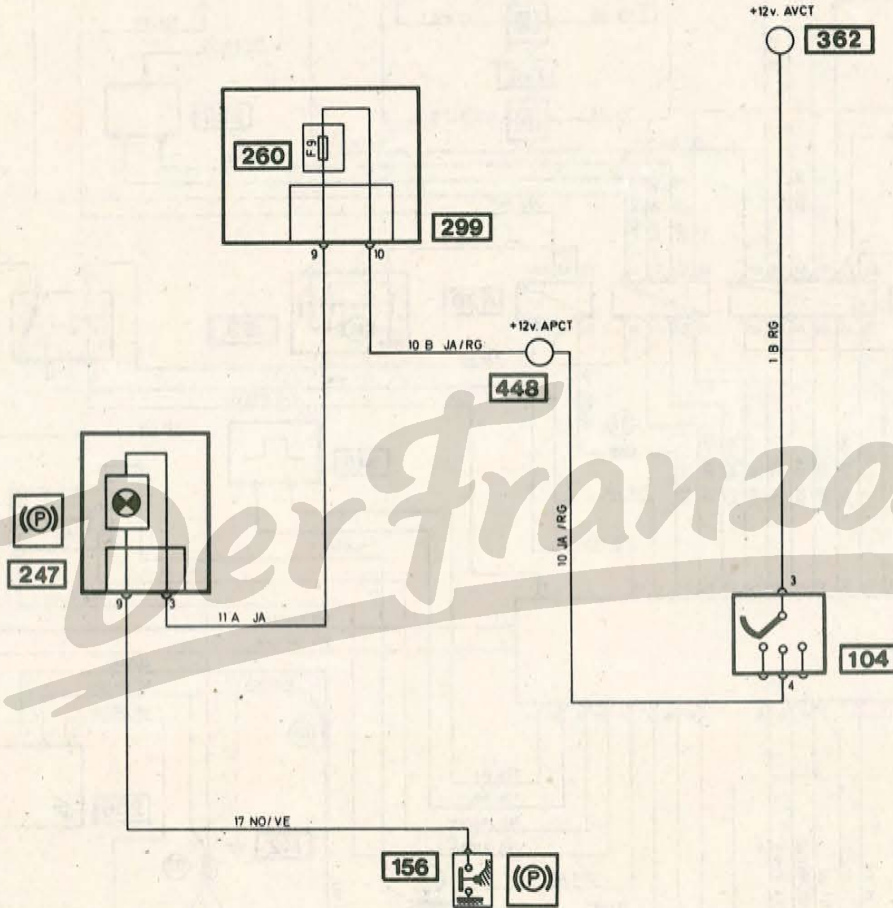 +12v. AVCT
362
260
F9
299
9
10
+12v. APCT
10 B JA/RG
448
1 B RG
(P)
247
10 JA/RG
9
3
11 A JA
3
104
4
17 NO/VE
156
(P)
DerFranzo